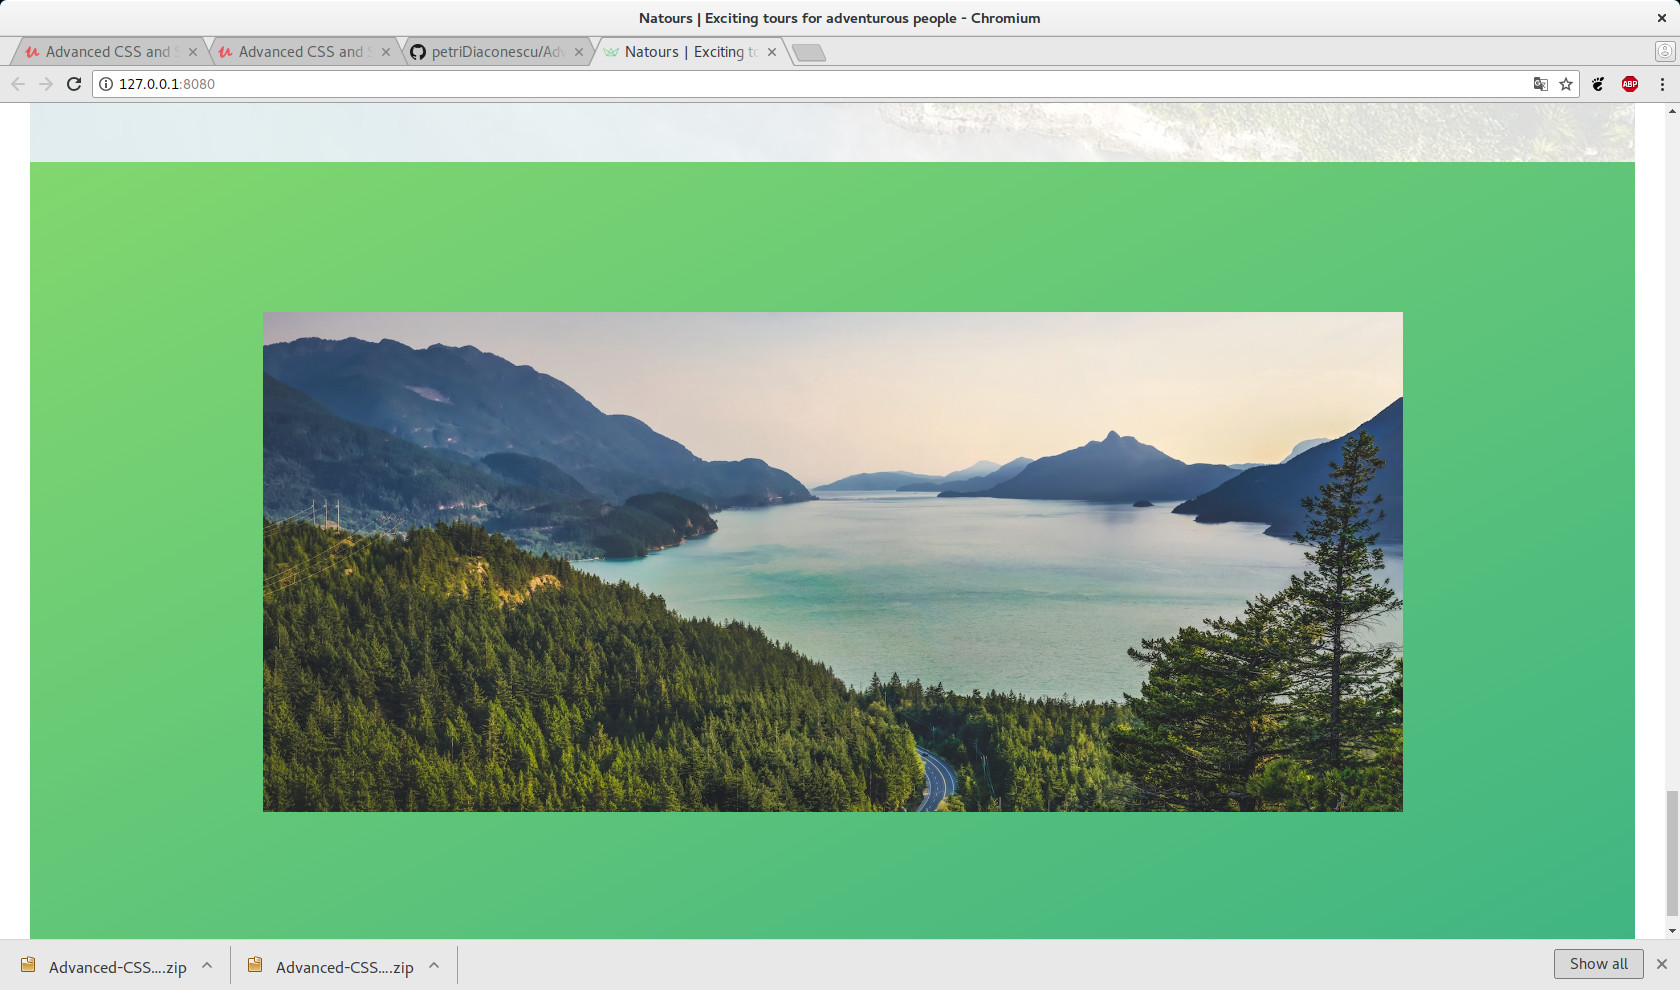 Natours | Exciting tours for adventurous people - Chromium
Advanced CSS and S
Advanced CSS and S
petriDiaconescu/Adv
Natours | Exciting to
127.0.0.1:8080
ABP
Advanced-CSS....zip
Advanced-CSS....zip
Show all